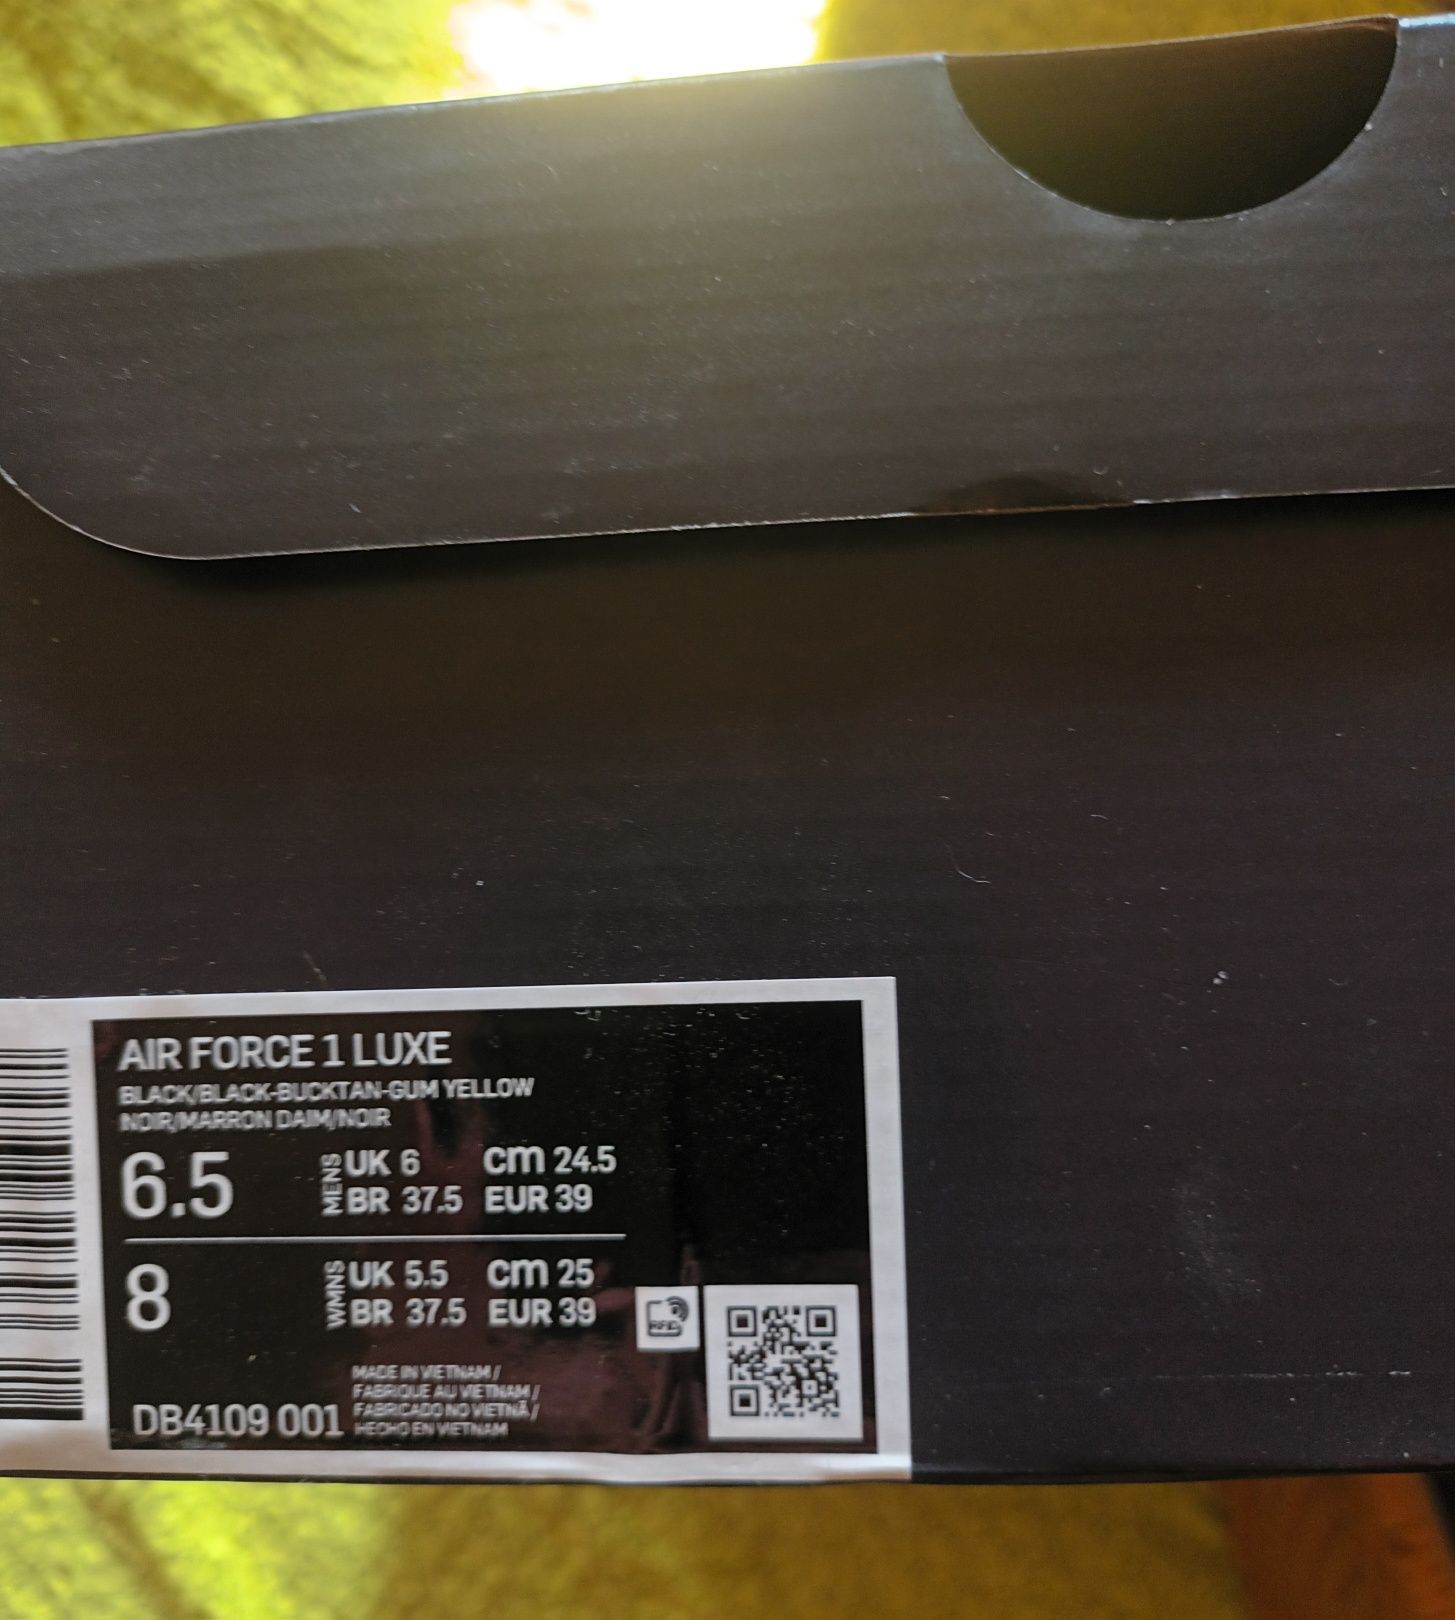 AIR FORCE 1 LUXE
BLACK/BLACK-BUCKTAN-GUM YELLOW
NOIR/MARRON DAIM/NOIR
6.5 MENS UK 6 cm 24.5
BR 37.5 EUR 39
8 WMNS UK 5.5 cm 25
BR 37.5 EUR 39
RFID
MADE IN VIETNAM /
FABRIQUE AU VIETNAM /
FABRICADO NO VIETNÃ /
HECHO EN VIETNAM
DB4109 001